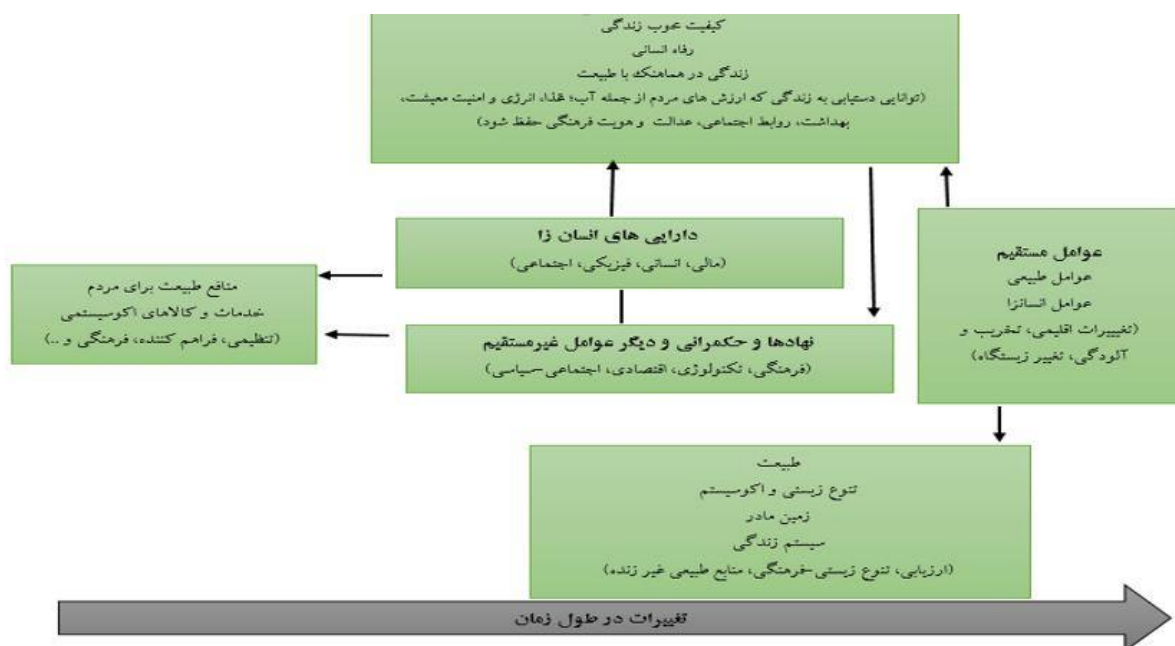 کیفیت خوب زندگی
رفاه انسانی
زندگی در هماهنگ با طبیعت
(توانایی دستیابی به زندگی که ارزش های مردم از جمله آب؛ غذا، انرژی و امنیت معیشت،
بهداشت، روابط اجتماعی، عدالت و هویت فرهنگی حفظ شود)
دارایی های انسان زا
(مالی، انسانی، فیزیکی، اجتماعی)
عوامل مستقیم
عوامل طبیعی
عوامل انسانزا
(تغییرات اقلیمی، تخریب و
آلودگی، تغییر زیستگاه)
منافع طبیعت برای مردم
خدمات و کالاهای اکوسیستمی
(تنظیمی، فراهم کننده، فرهنگی و ..)
نهادها و حکمرانی و دیگر عوامل غیرمستقیم
(فرهنگی، تکنولوژی، اقتصادی، اجتماعی-سیاسی)
طبیعت
تنوع زیستی و اکوسیستم
زمین مادر
سیستم زندگی
(ارزیابی، تنوع زیستی-فرهنگی، منابع طبیعی غیر زنده)
تغییرات در طول زمان